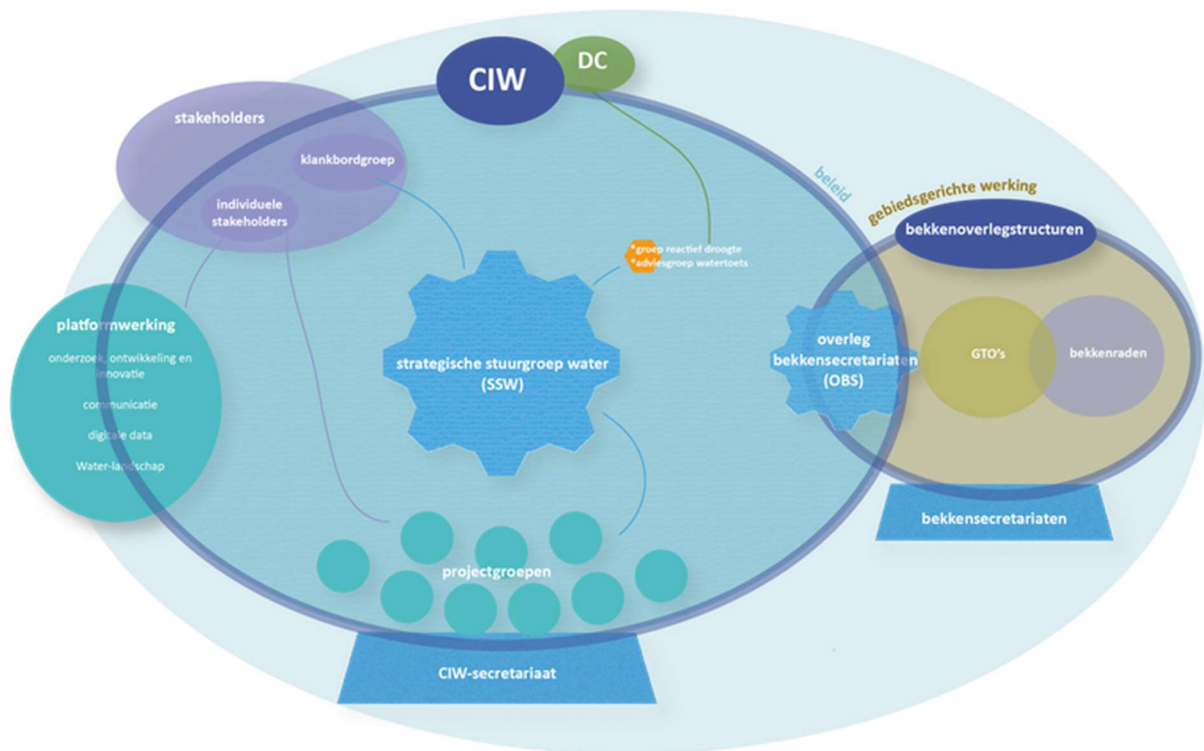 CIW
DC
stakeholders
klankbordgroep
individuele
stakeholders
beleid
gebiedsgerichte werking
bekkenoverlegstructuren
*groep reactief droogte
*adviesgroep watertoets
platformwerking
onderzoek, ontwikkeling en
innovatie
communicatie
digitale data
Water-landschap
strategische stuurgroep water
(SSW)
overleg
bekkensecretariaten
(OBS)
GTO's
bekkenraden
bekkensecretariaten
projectgroepen
CIW-secretariaat